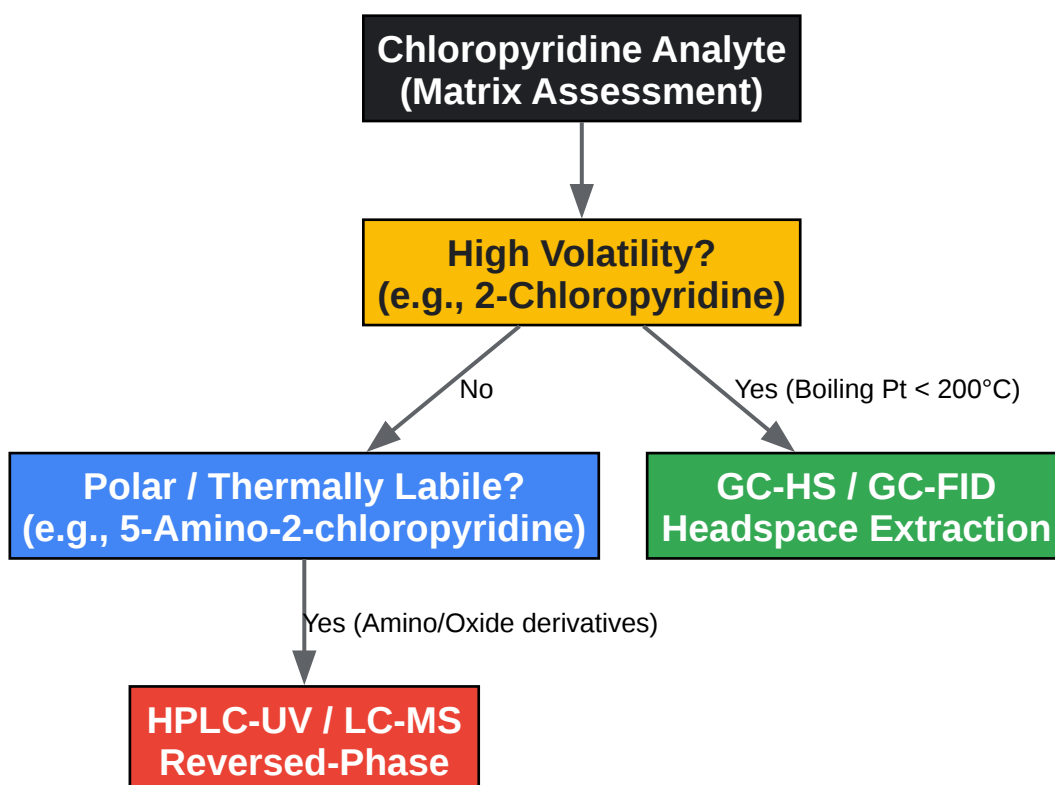 Chloropyridine Analyte
(Matrix Assessment)
High Volatility?
(e.g., 2-Chloropyridine)
No
Yes (Boiling Pt < 200°C)
Polar / Thermally Labile?
(e.g., 5-Amino-2-chloropyridine)
GC-HS / GC-FID
Headspace Extraction
Yes (Amino/Oxide derivatives)
HPLC-UV / LC-MS
Reversed-Phase